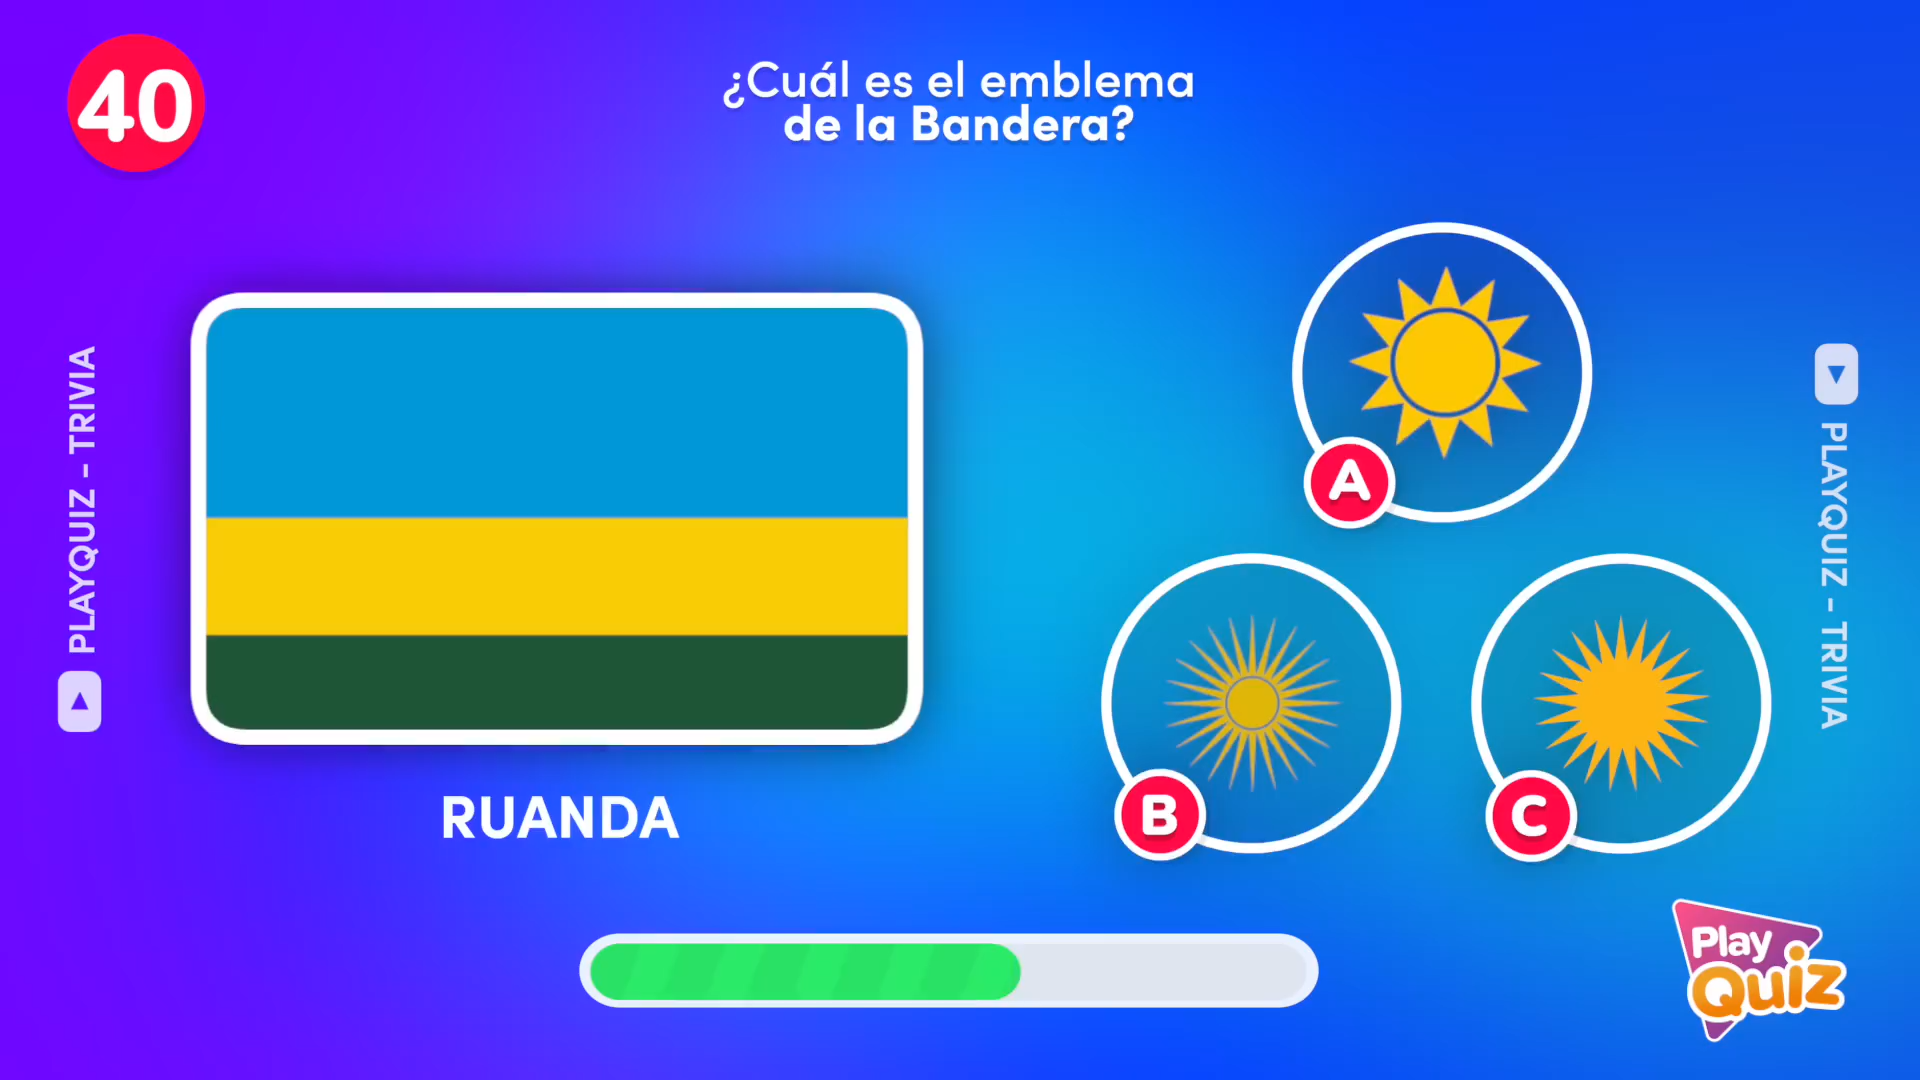 40
¿Cuál es el emblema
de la Bandera?
PLAYQUIZ - TRIVIA
RUANDA
A
B
C
PLAYQUIZ - TRIVIA
Play
Quiz